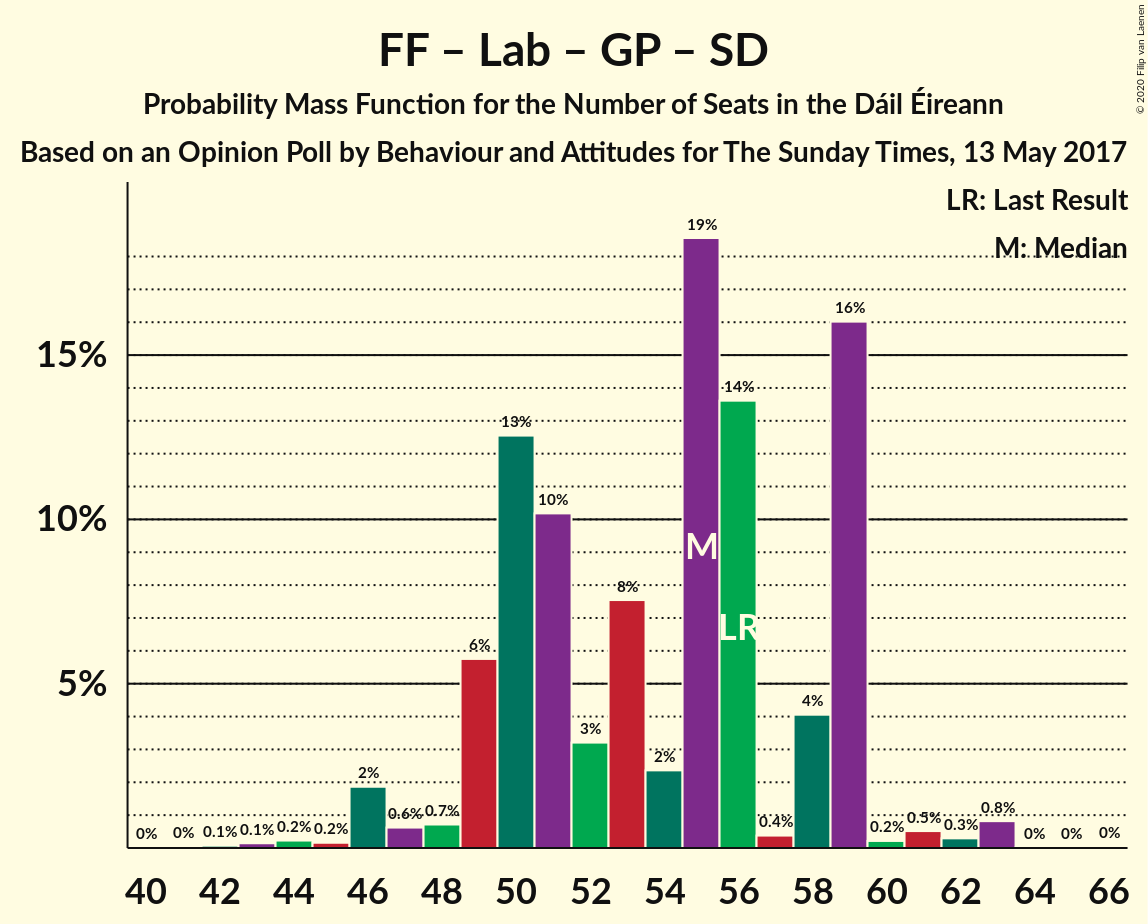 FF – Lab – GP – SD
Probability Mass Function for the Number of Seats in the Dáil Éireann
Based on an Opinion Poll by Behaviour and Attitudes for The Sunday Times, 13 May 2017
© 2020 Filip van Laenen
LR: Last Result
M: Median
15%
10%
5%
0% 0% 0.1% 0.1% 0.2% 0.2% 2% 0.6% 0.7% 6% 13% 10% 3% 8% 2% 19% 14% 0.4% 4% 16% 0.2% 0.5% 0.3% 0.8% 0% 0% 0%
M
LR
40 42 44 46 48 50 52 54 56 58 60 62 64 66